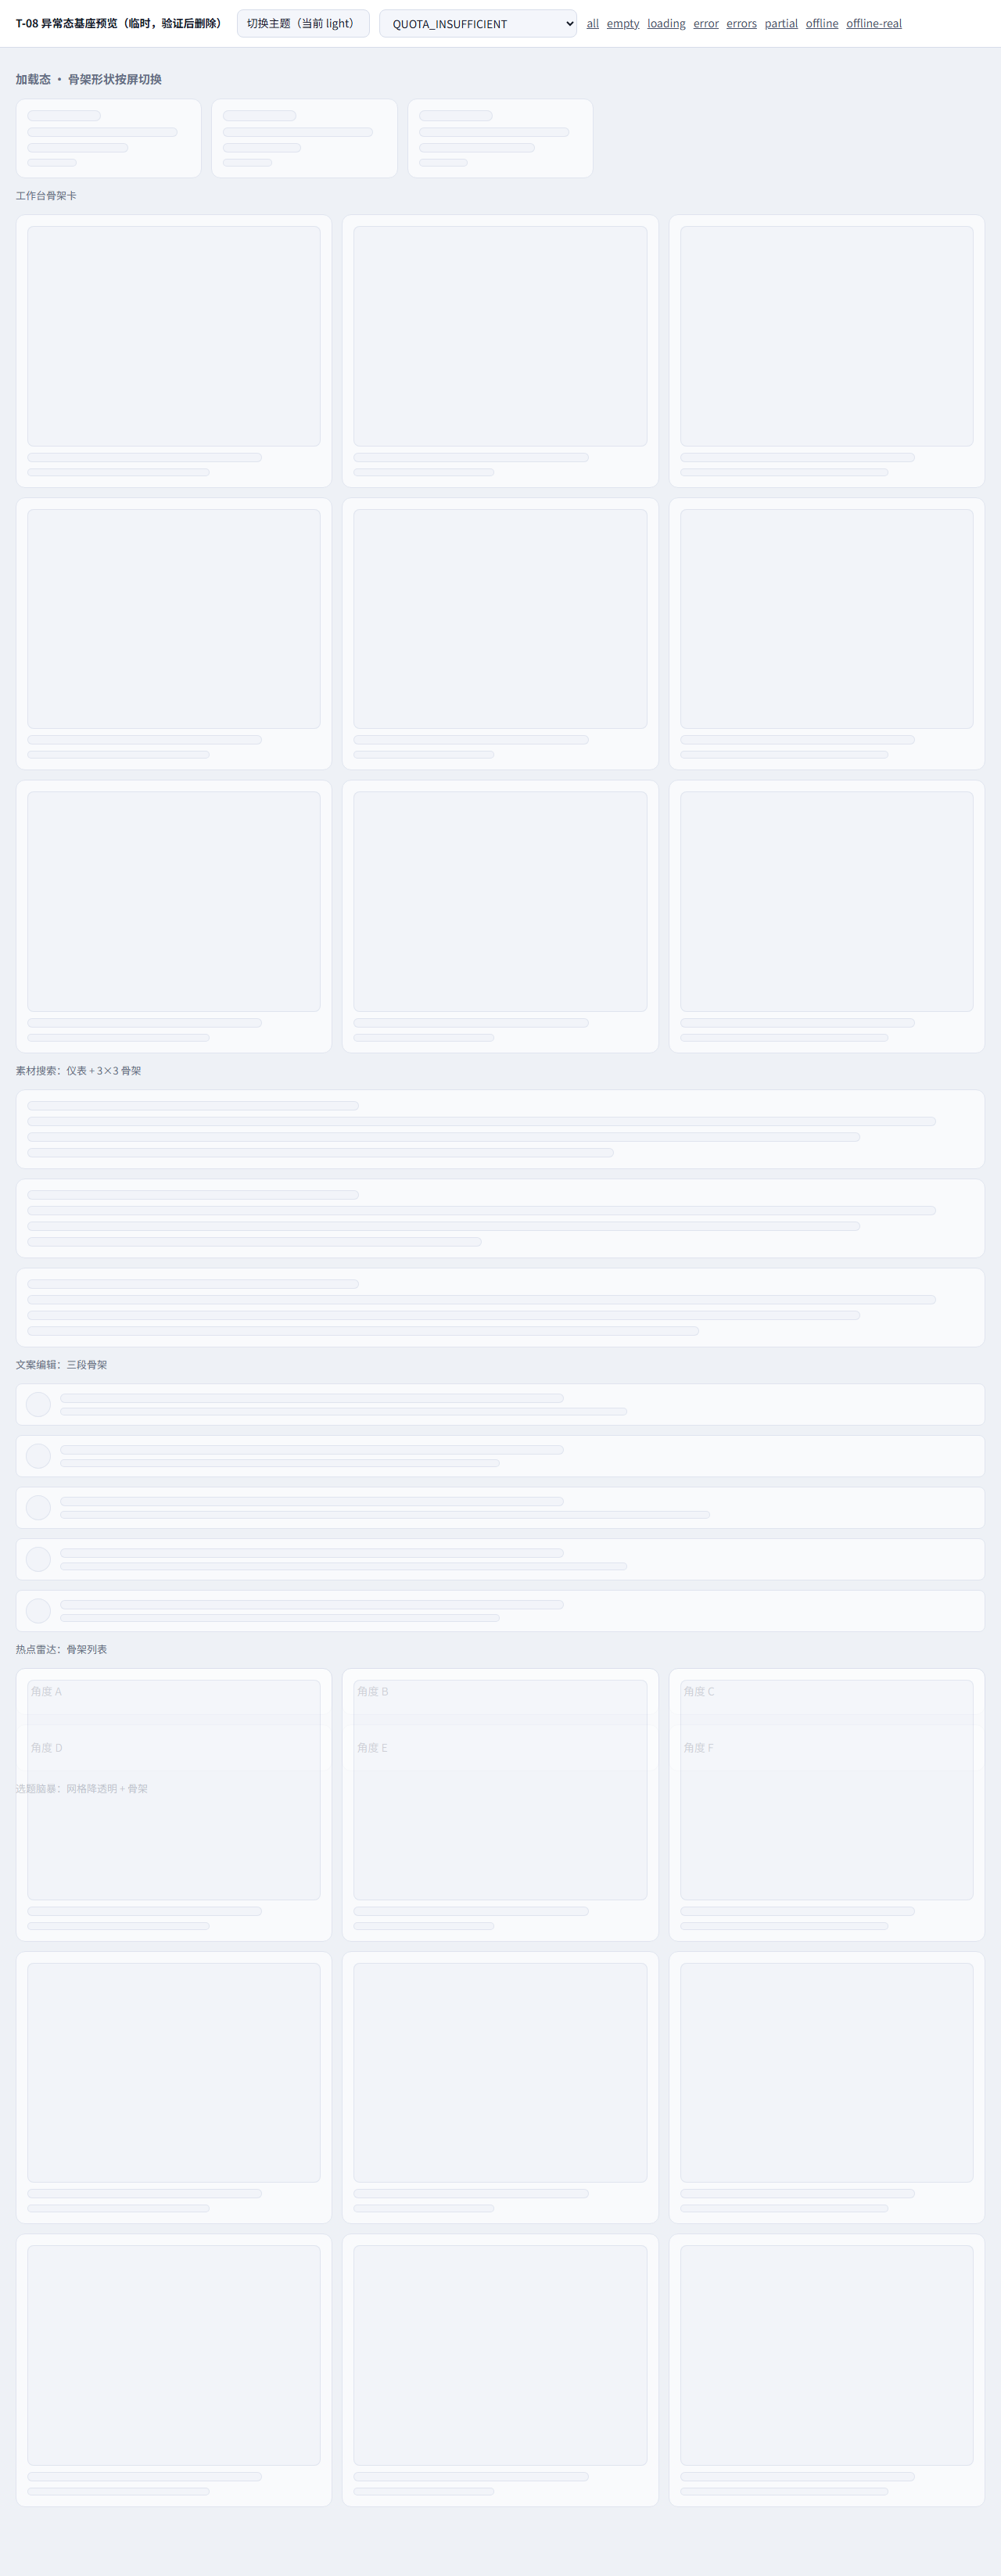 T-08 异常态基座预览（临时，验证后删除） 切换主题（当前 light） QUOTA_INSUFFICIENT all empty loading error errors partial offline offline-real
加载态 · 骨架形状按屏切换
工作台骨架卡
素材搜索：仪表 + 3×3 骨架
文案编辑：三段骨架
热点雷达：骨架列表
角度 A 角度 B 角度 C
角度 D 角度 E 角度 F
选题脑暴：网格降透明 + 骨架